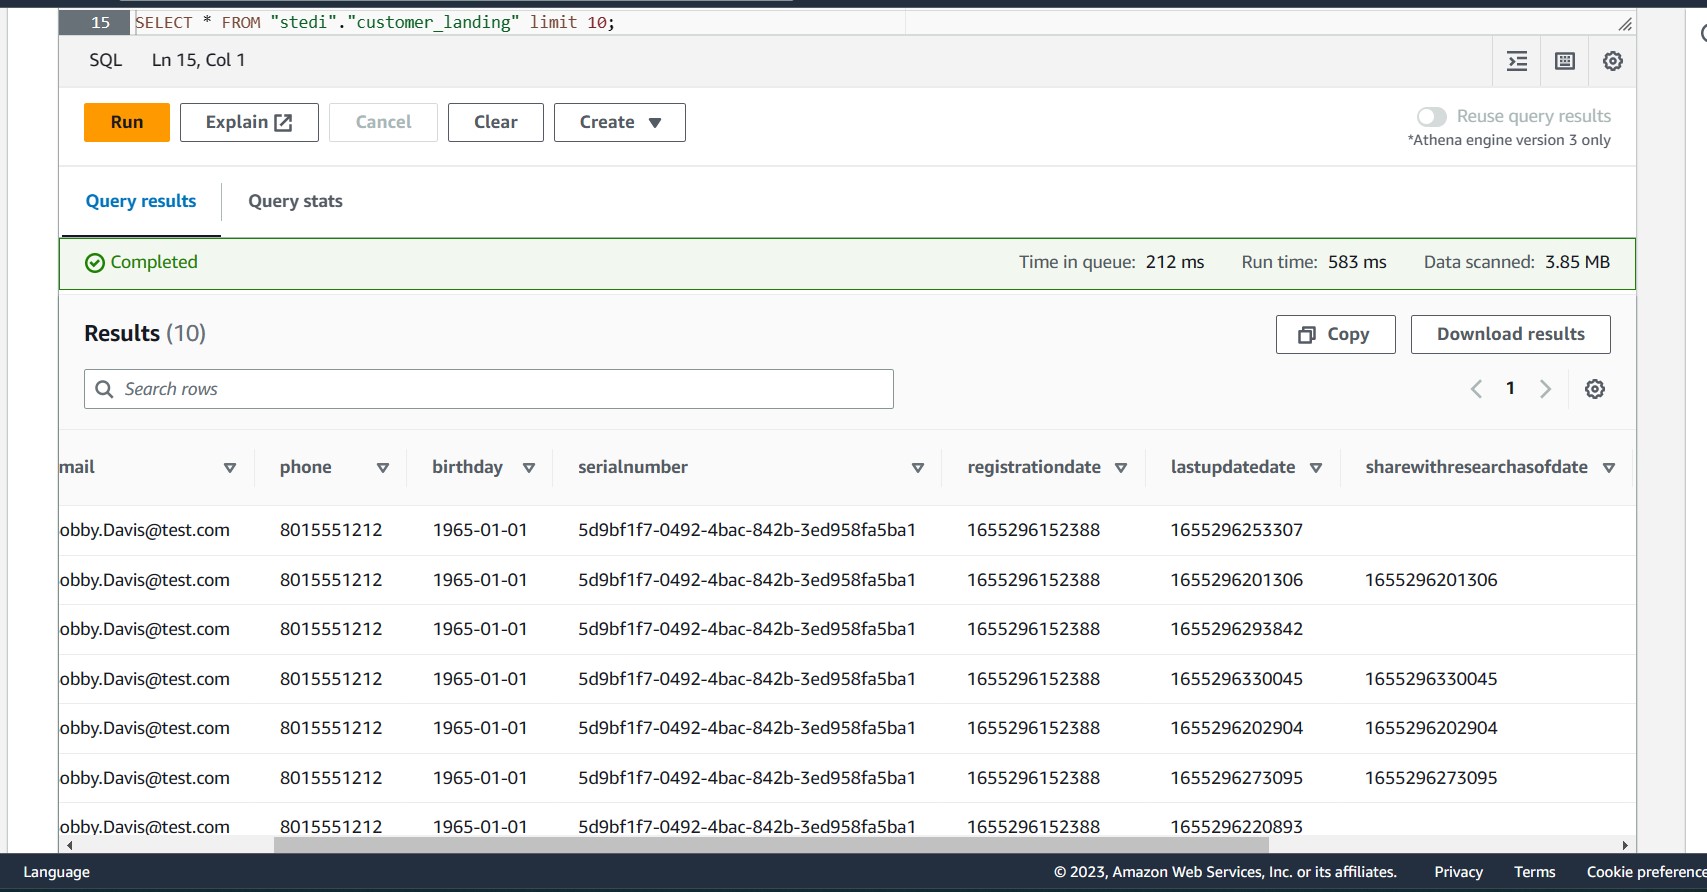 15 SELECT * FROM "stedi"."customer_landing" limit 10;
SQL Ln 15, Col 1
Run Explain Cancel Clear Create Reuse query results
*Athena engine version 3 only
Query results Query stats
Completed Time in queue: 212 ms Run time: 583 ms Data scanned: 3.85 MB
Results (10) Copy Download results
Search rows 1
mail phone birthday serialnumber registrationdate lastupdatedate sharewithresearchasofdate
obby.Davis@test.com 8015551212 1965-01-01 5d9bf1f7-0492-4bac-842b-3ed958fa5ba1 1655296152388 1655296253307
obby.Davis@test.com 8015551212 1965-01-01 5d9bf1f7-0492-4bac-842b-3ed958fa5ba1 1655296152388 1655296201306 1655296201306
obby.Davis@test.com 8015551212 1965-01-01 5d9bf1f7-0492-4bac-842b-3ed958fa5ba1 1655296152388 1655296293842
obby.Davis@test.com 8015551212 1965-01-01 5d9bf1f7-0492-4bac-842b-3ed958fa5ba1 1655296152388 1655296330045 1655296330045
obby.Davis@test.com 8015551212 1965-01-01 5d9bf1f7-0492-4bac-842b-3ed958fa5ba1 1655296152388 1655296202904 1655296202904
obby.Davis@test.com 8015551212 1965-01-01 5d9bf1f7-0492-4bac-842b-3ed958fa5ba1 1655296152388 1655296273095 1655296273095
obby.Davis@test.com 8015551212 1965-01-01 5d9bf1f7-0492-4bac-842b-3ed958fa5ba1 1655296152388 1655296220893
Language © 2023, Amazon Web Services, Inc. or its affiliates. Privacy Terms Cookie preferenc